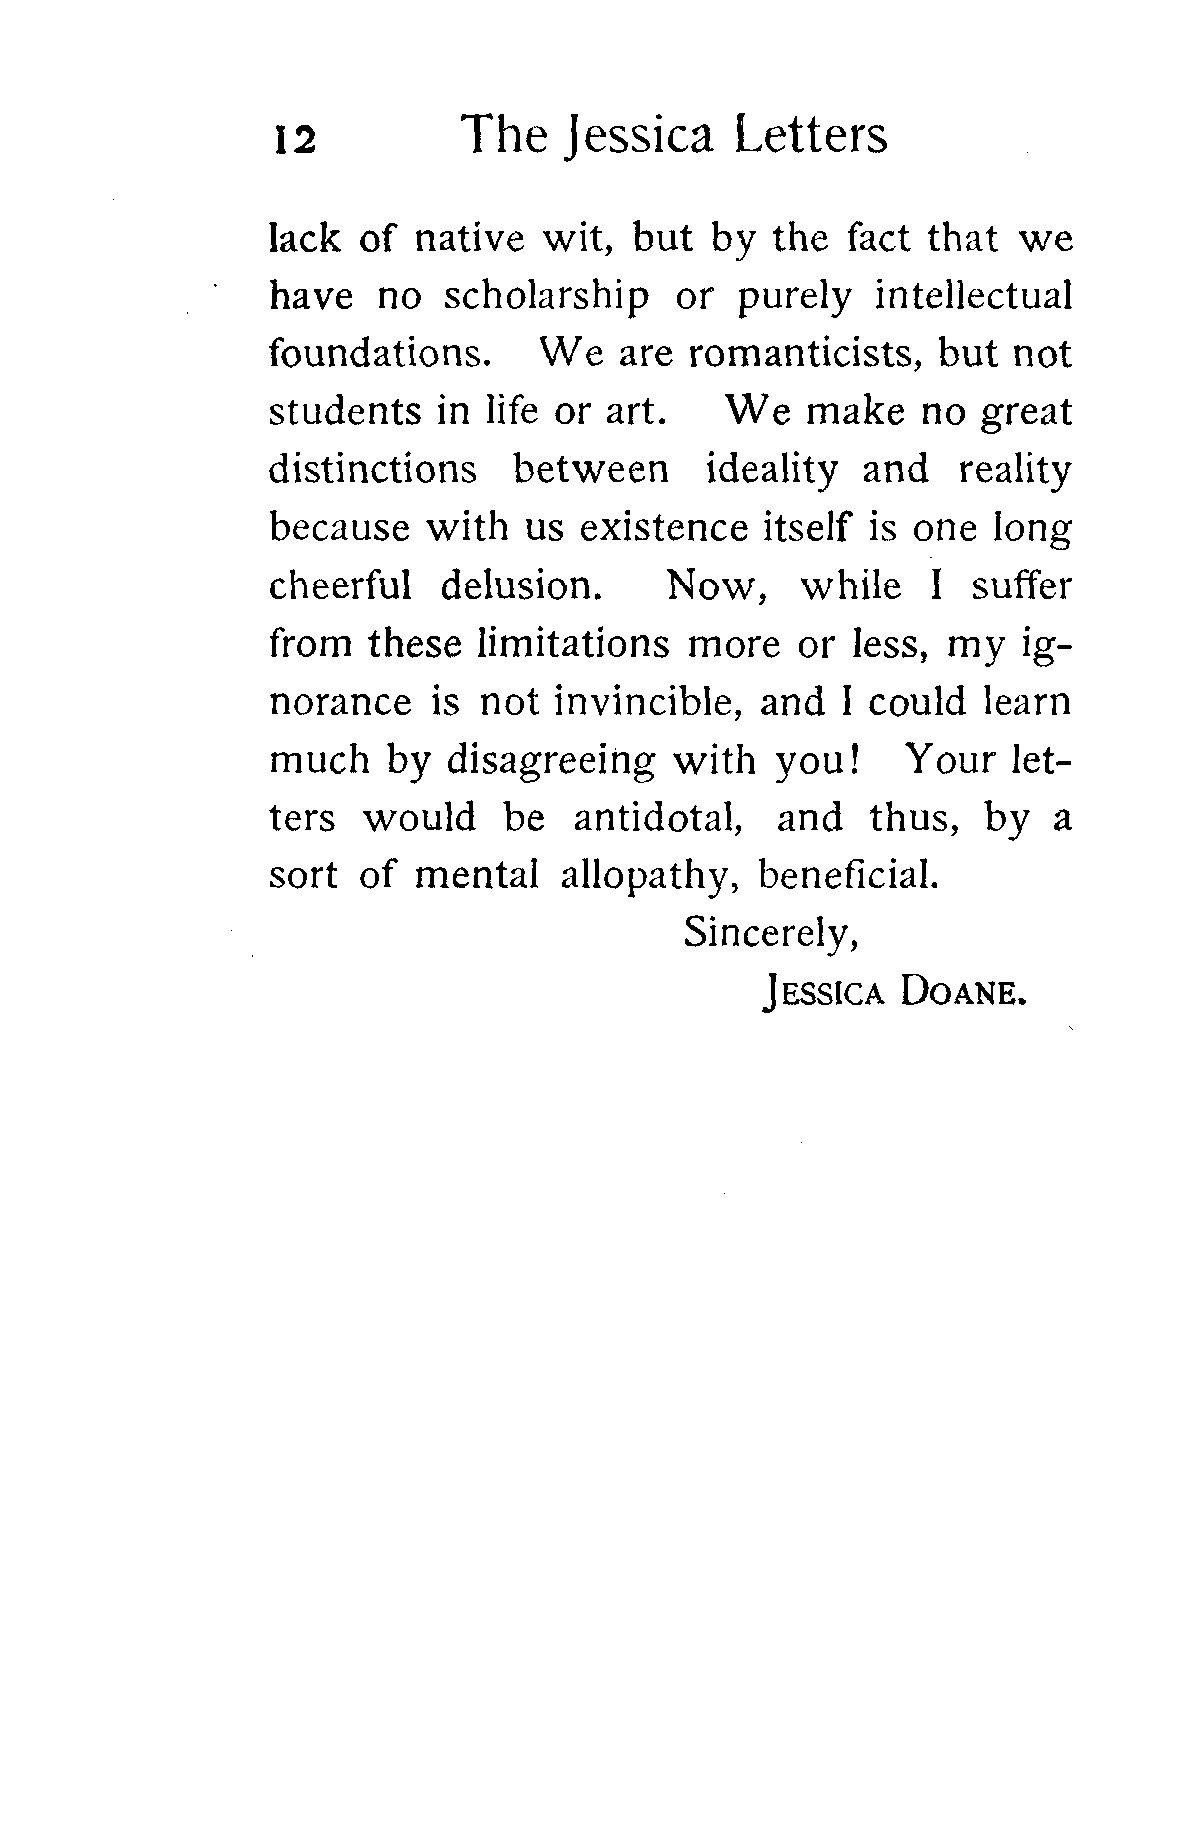 12 The Jessica Letters
lack of native wit, but by the fact that we
have no scholarship or purely intellectual
foundations. We are romanticists, but not
students in life or art. We make no great
distinctions between ideality and reality
because with us existence itself is one long
cheerful delusion. Now, while I suffer
from these limitations more or less, my ig-
norance is not invincible, and I could learn
much by disagreeing with you! Your let-
ters would be antidotal, and thus, by a
sort of mental allopathy, beneficial.
Sincerely,
JESSICA DOANE.